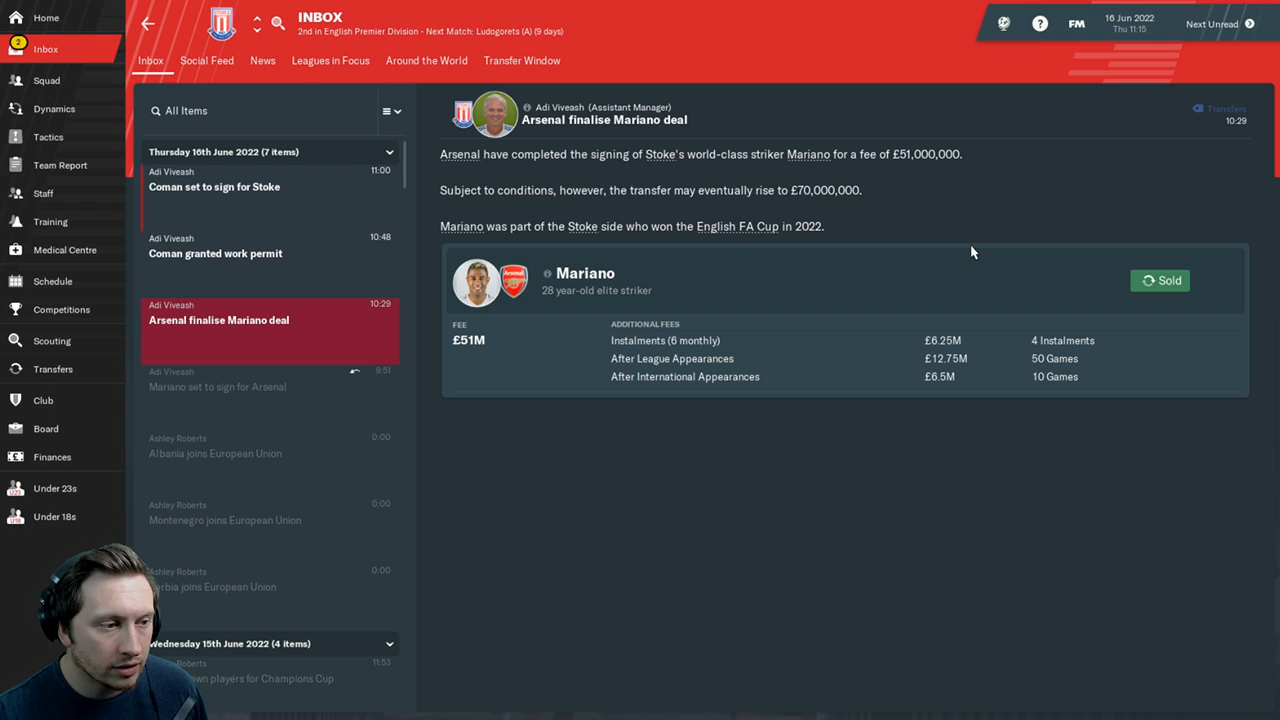 Home
2
Inbox
Squad
Dynamics
Tactics
Team Report
Staff
Training
Medical Centre
Schedule
Competitions
Scouting
Transfers
Club
Board
Finances
U23
Under 23s
U18
Under 18s
INBOX
2nd in English Premier Division - Next Match: Ludogorets (A) (9 days)
?
FM
16 Jun 2022
Thu 11:15
Next Unread
Inbox
Social Feed
News
Leagues in Focus
Around the World
Transfer Window
All Items
Thursday 16th June 2022 (7 items)
Adi Viveash 11:00
Coman set to sign for Stoke
Adi Viveash 10:48
Coman granted work permit
Adi Viveash 10:29
Arsenal finalise Mariano deal
Adi Viveash 9:51
Mariano set to sign for Arsenal
Ashley Roberts 0:00
Albania joins European Union
Ashley Roberts 0:00
Montenegro joins European Union
Ashley Roberts 0:00
erbia joins European Union
Wednesday 15th June 2022 (4 items)
Roberts 11:53
own players for Champions Cup
Adi Viveash (Assistant Manager)
Arsenal finalise Mariano deal
Transfers
10:29
Arsenal have completed the signing of Stoke's world-class striker Mariano for a fee of £51,000,000.
Subject to conditions, however, the transfer may eventually rise to £70,000,000.
Mariano was part of the Stoke side who won the English FA Cup in 2022.
Arsenal
Mariano
28 year-old elite striker
Sold
FEE
£51M
ADDITIONAL FEES
Instalments (6 monthly) £6.25M 4 Instalments
After League Appearances £12.75M 50 Games
After International Appearances £6.5M 10 Games